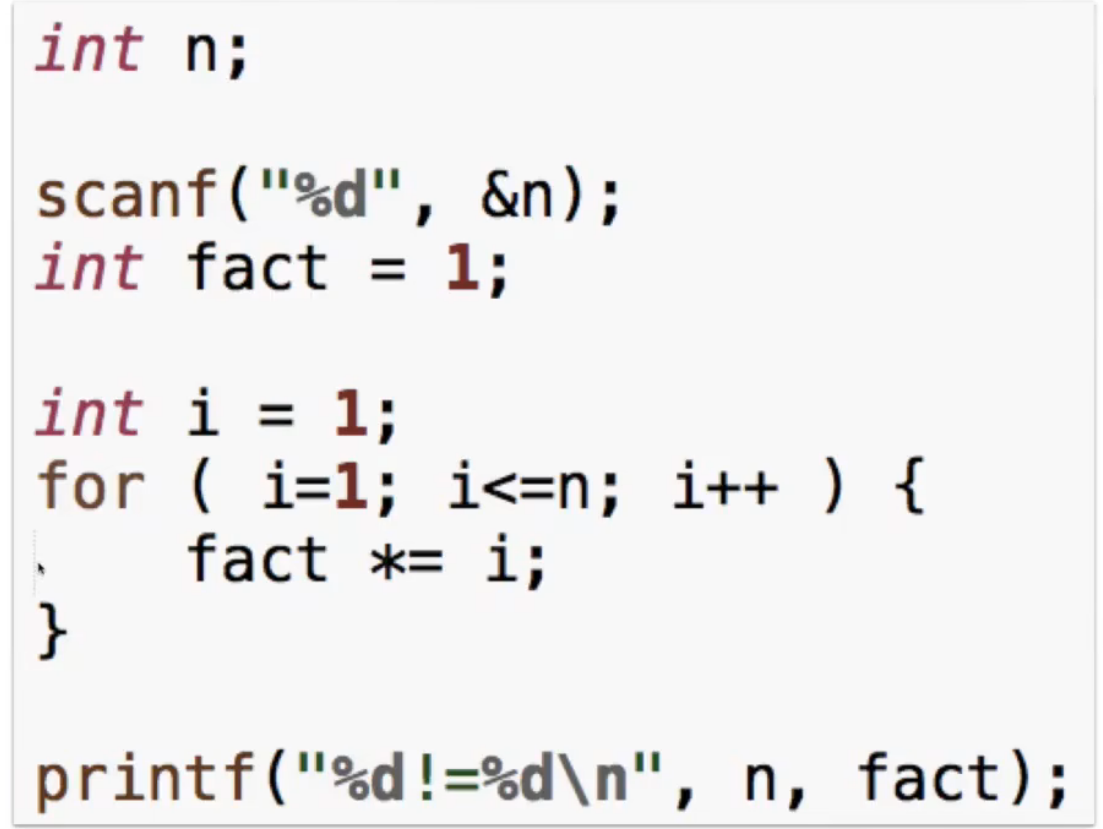 int n;
scanf("%d", &n);
int fact = 1;
int i = 1;
for ( i=1; i<=n; i++ ) {
    fact *= i;
}
printf("%d!=%d\n", n, fact);